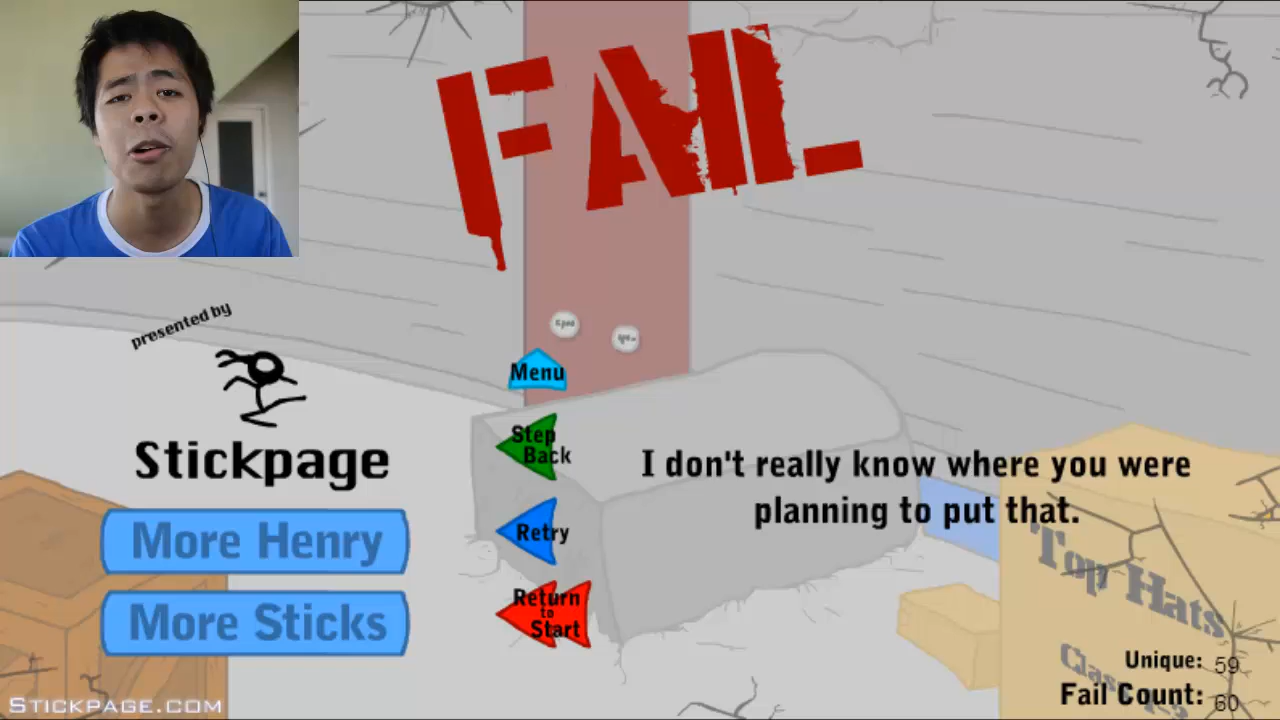 FAIL
presented by
Stickpage
More Henry
More Sticks
STICKPAGE.COM
Menu
Step
Back
Retry
Return
to
Start
I don't really know where you were
planning to put that.
Top Hats
Unique: 59
Fail Count: 60